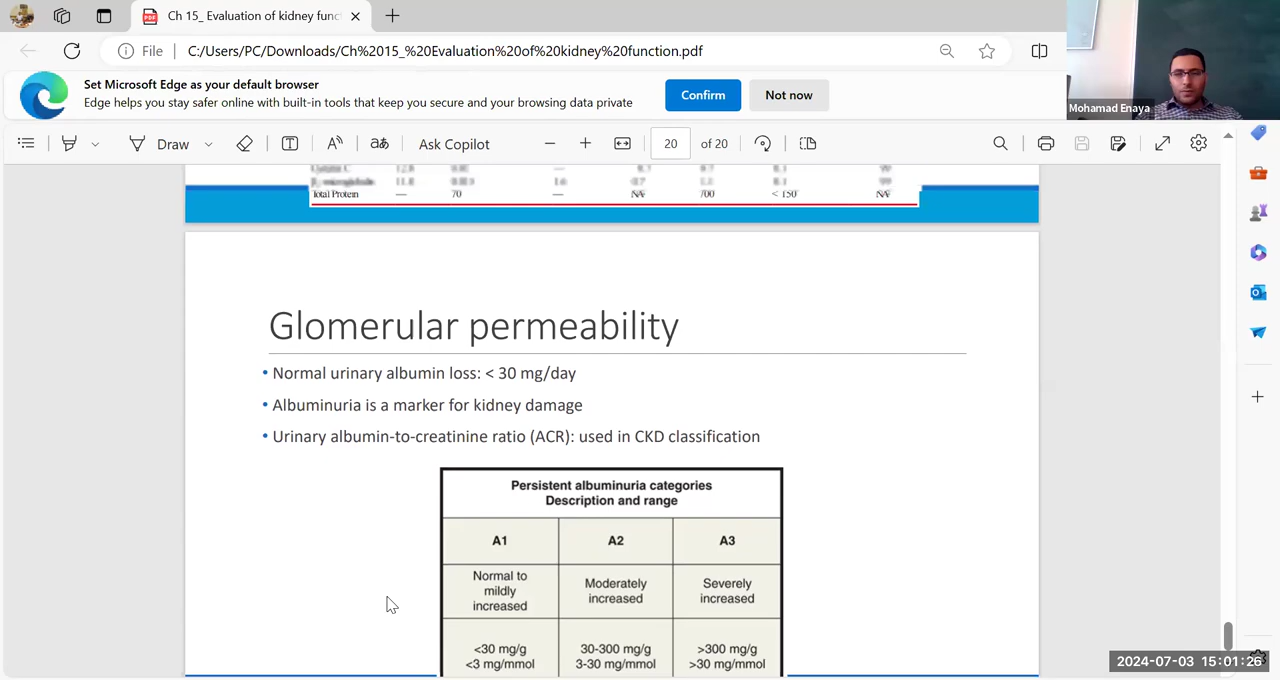 Ch 15_ Evaluation of kidney func
File
C:/Users/PC/Downloads/Ch%2015_%20Evaluation%20of%20kidney%20function.pdf
Set Microsoft Edge as your default browser
Edge helps you stay safer online with built-in tools that keep you secure and your browsing data private
Confirm
Not now
Mohamad Enaya
Draw
Ask Copilot
20 of 20
Total Protein — 70 — NA 700 < 150 NA
Glomerular permeability
• Normal urinary albumin loss: < 30 mg/day
• Albuminuria is a marker for kidney damage
• Urinary albumin-to-creatinine ratio (ACR): used in CKD classification
Persistent albuminuria categories
Description and range
A1 A2 A3
Normal to mildly increased
Moderately increased
Severely increased
<30 mg/g 30-300 mg/g >300 mg/g
<3 mg/mmol 3-30 mg/mmol >30 mg/mmol
2024-07-03 15:01:26